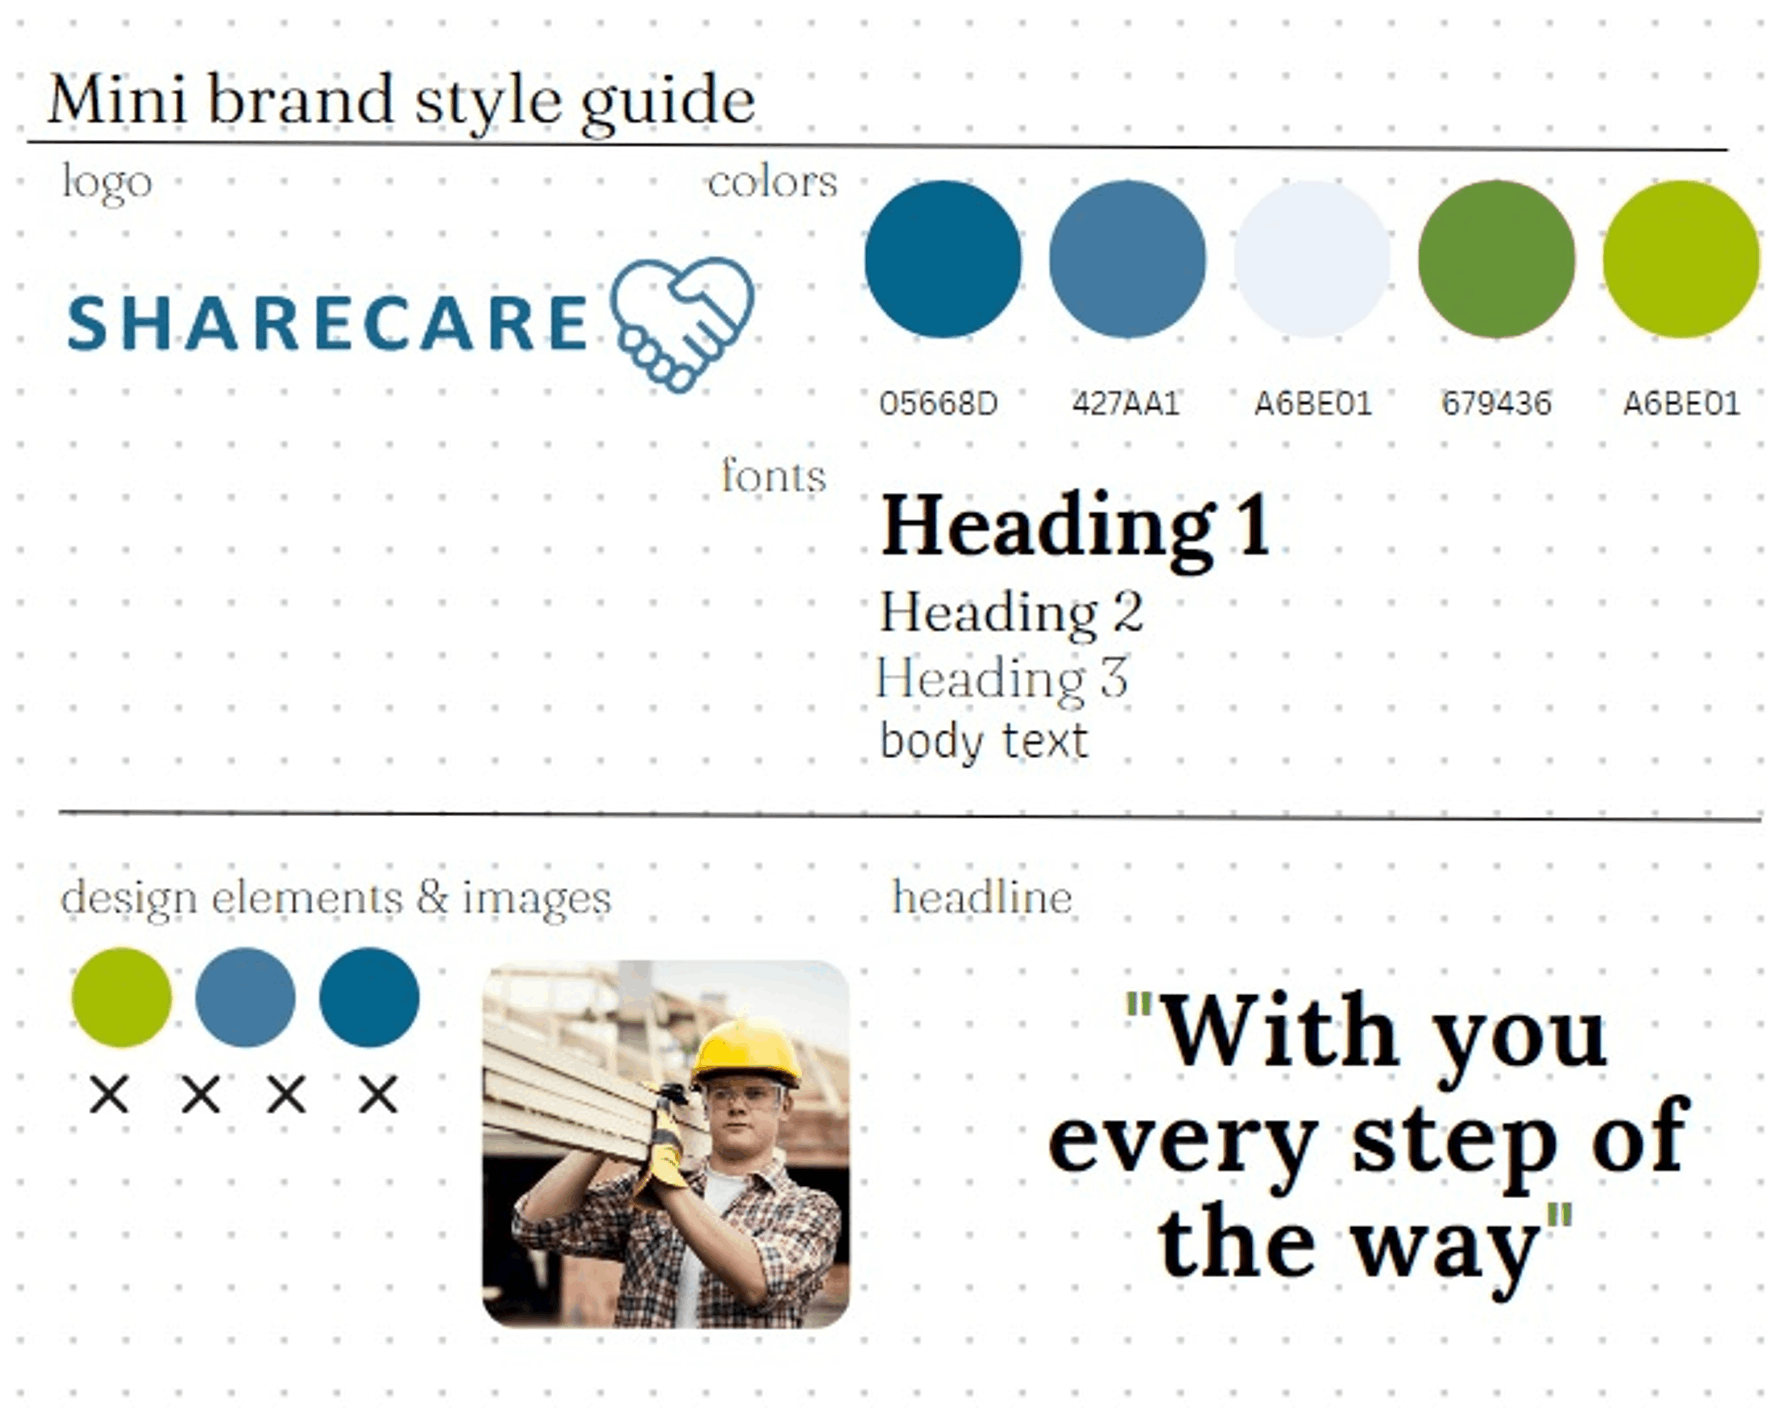 Mini brand style guide
logo
colors
SHARECARE
05668D 427AA1 A6BE01 679436 A6BE01
fonts
Heading 1
Heading 2
Heading 3
body text
design elements & images
headline
"With you
every step of
the way"